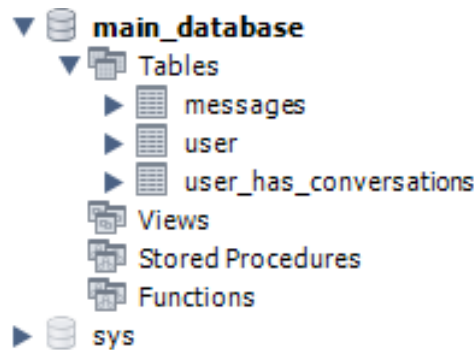 main_database
Tables
messages
user
user_has_conversations
Views
Stored Procedures
Functions
sys